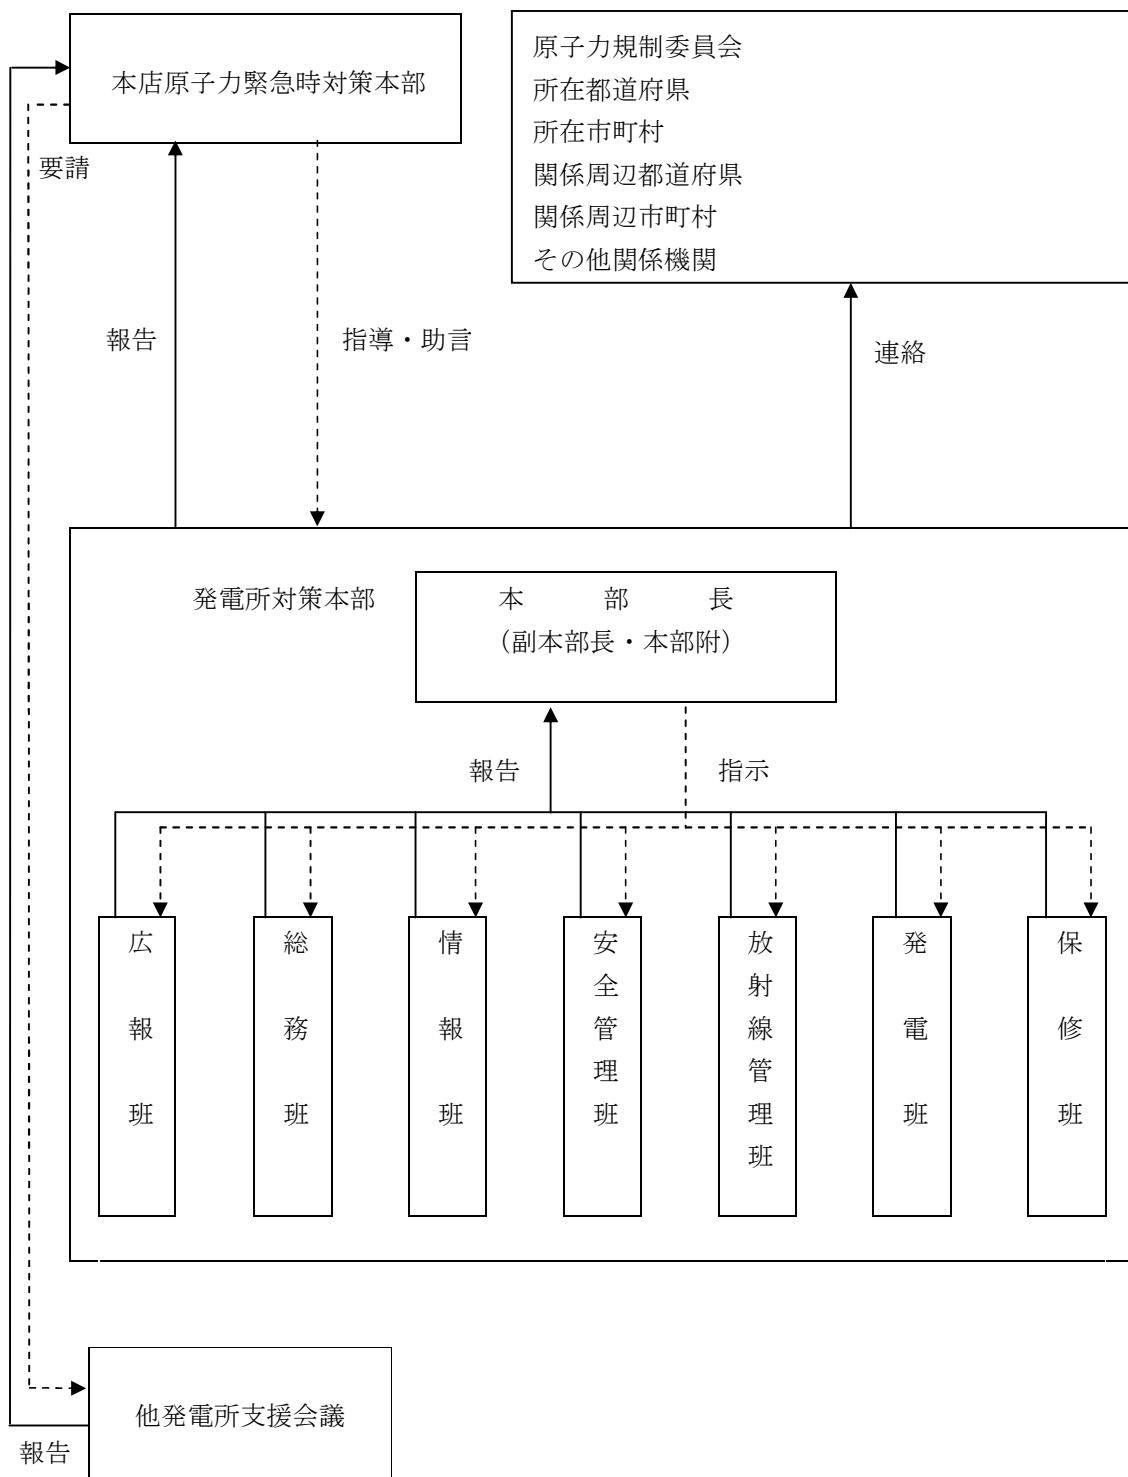 本店原子力緊急時対策本部
原子力規制委員会
所在都道府県
所在市町村
関係周辺都道府県
関係周辺市町村
その他関係機関
要請
報告
指導・助言
連絡
発電所対策本部
本部長
（副本部長・本部附）
報告
指示
広報班
総務班
情報班
安全管理班
放射線管理班
発電班
保修班
他発電所支援会議
報告